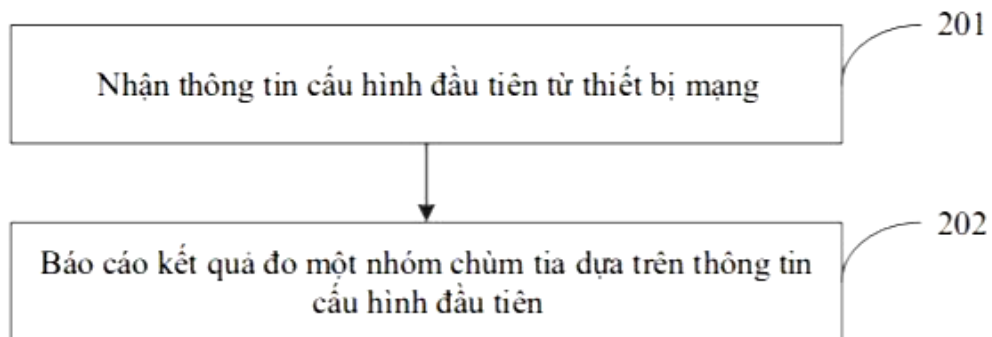 201
Nhận thông tin cấu hình đầu tiên từ thiết bị mạng
202
Báo cáo kết quả đo một nhóm chùm tia dựa trên thông tin
cấu hình đầu tiên